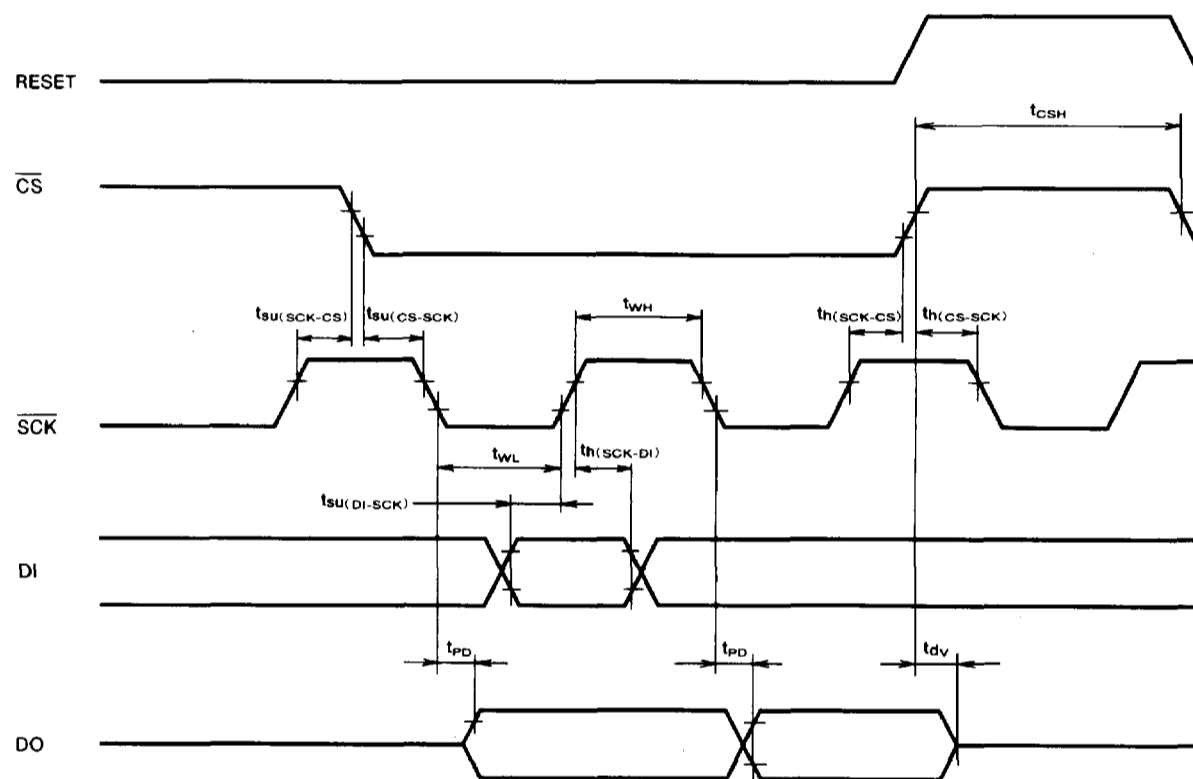 RESET
tCSH
CS
tsu(SCK-CS)
tsu(CS-SCK)
tWH
th(SCK-CS)
th(CS-SCK)
SCK
tWL
th(SCK-DI)
tsu(DI-SCK)
DI
tPD
tPD
tdv
DO